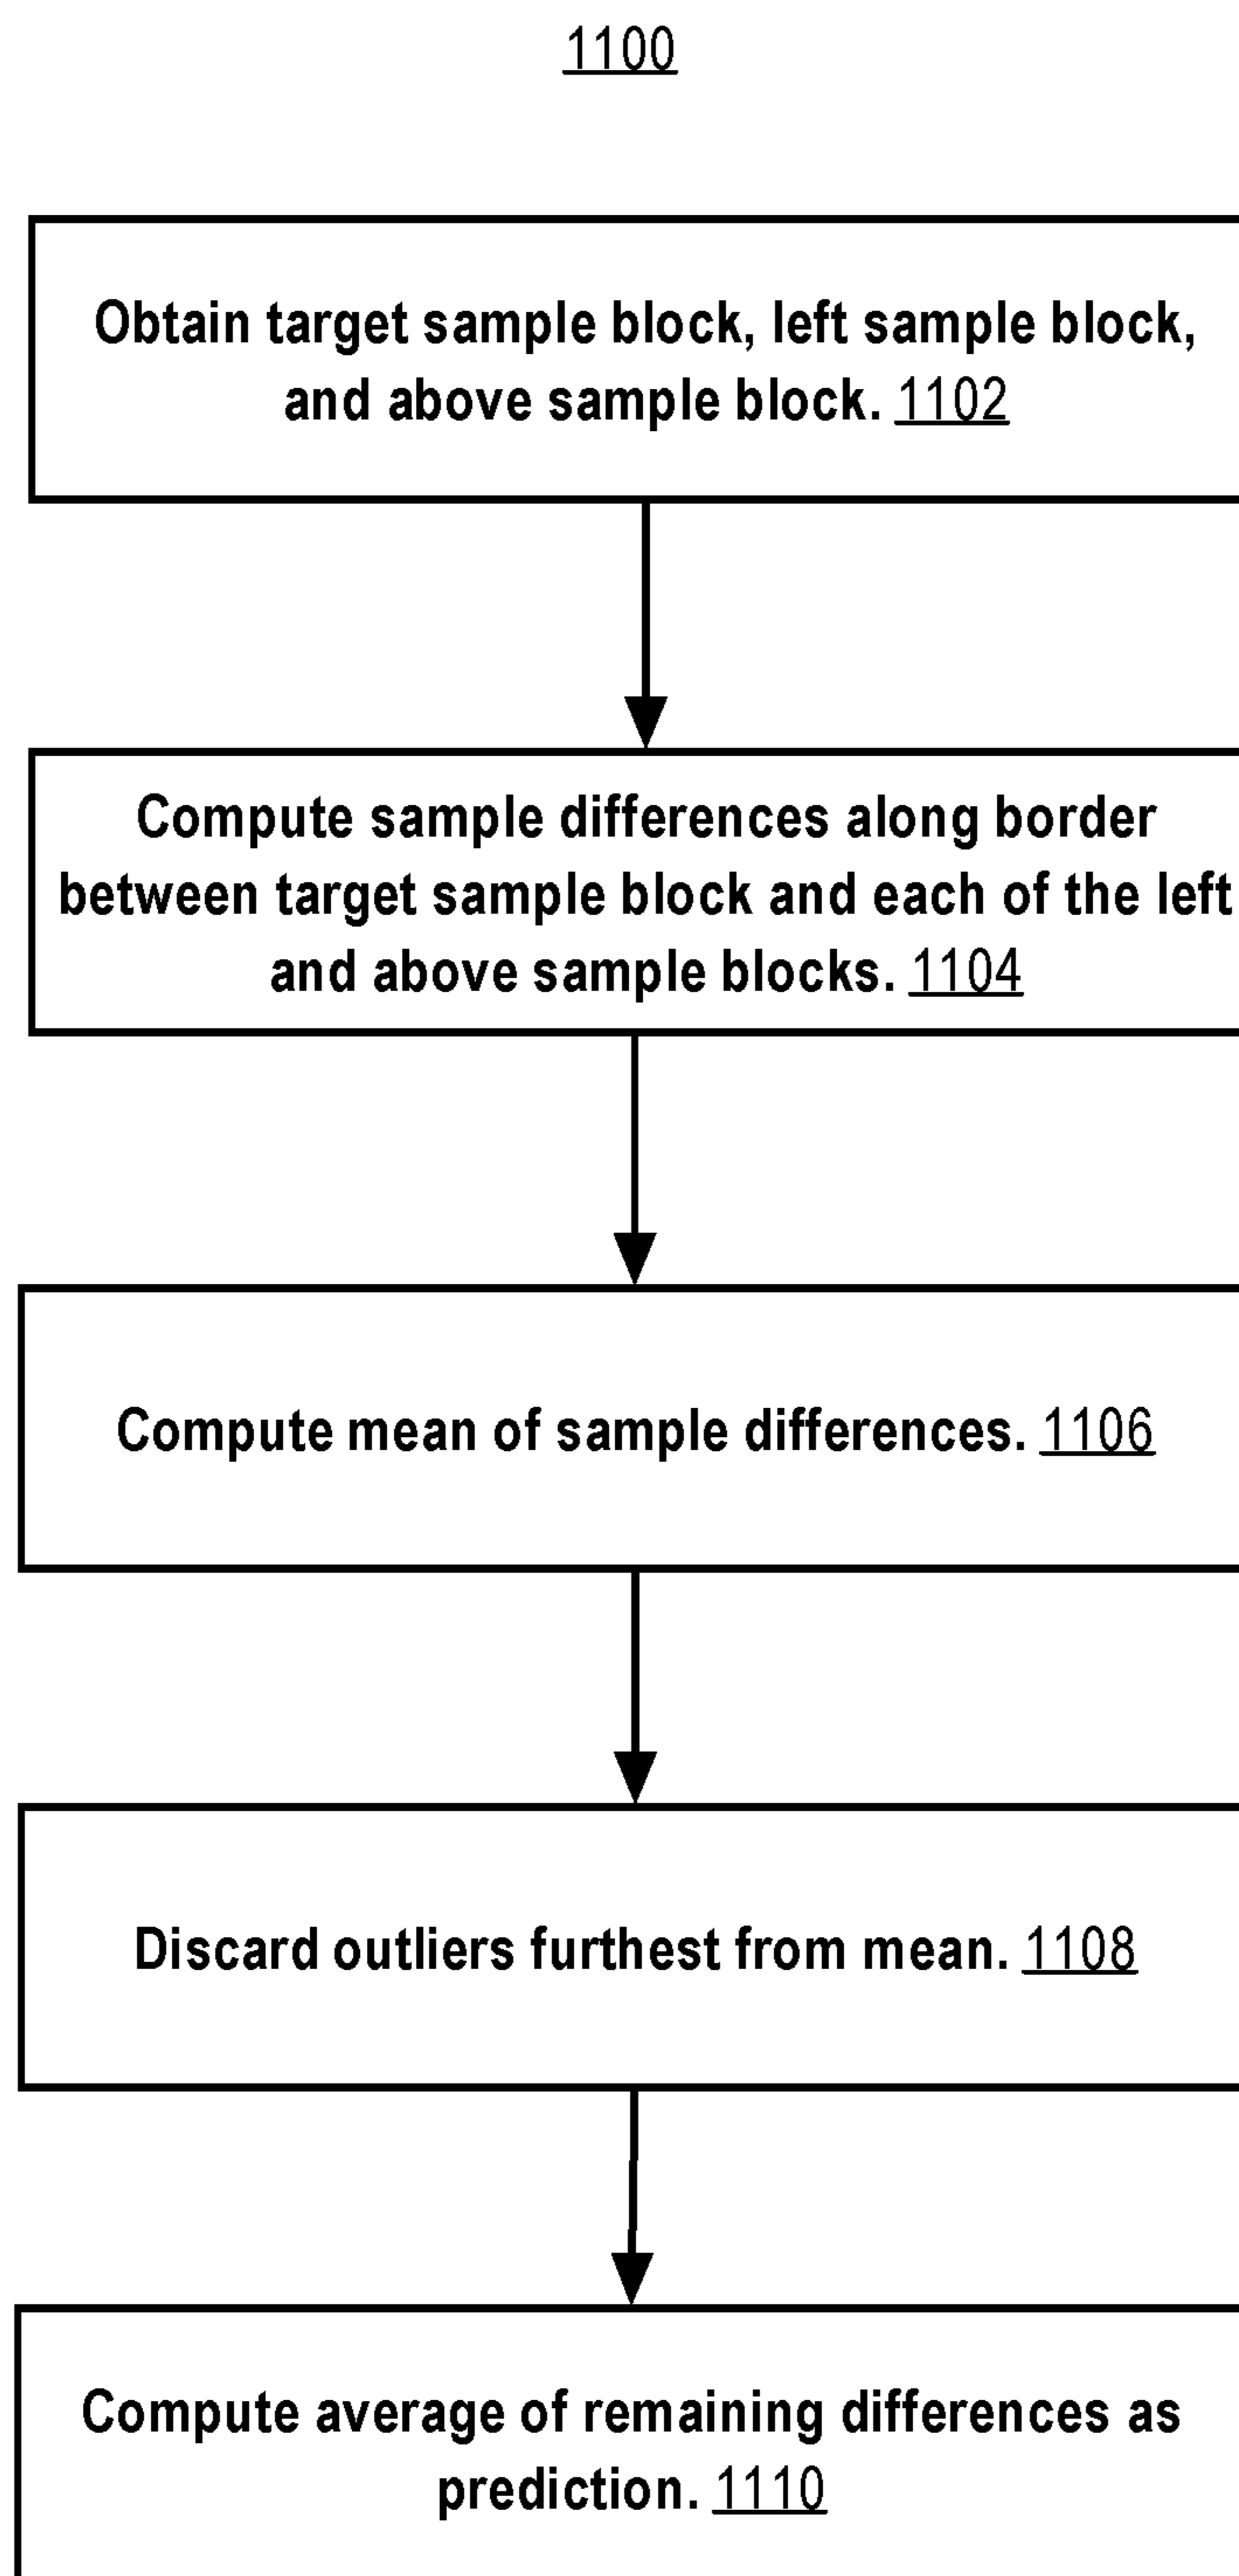 1100
Obtain target sample block, left sample block,
and above sample block. 1102
Compute sample differences along border
between target sample block and each of the left
and above sample blocks. 1104
Compute mean of sample differences. 1106
Discard outliers furthest from mean. 1108
Compute average of remaining differences as
prediction. 1110